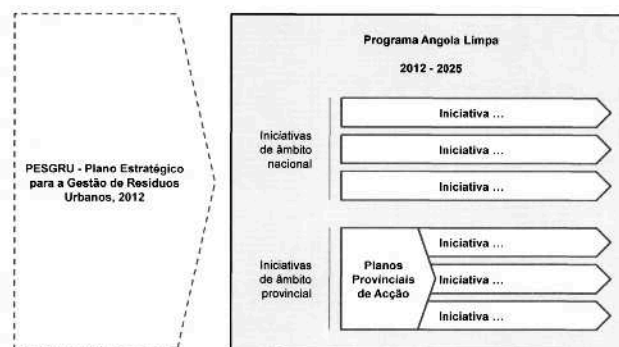 PESGRU - Plano Estratégico
para a Gestão de Resíduos
Urbanos, 2012
Programa Angola Limpa
2012 - 2025
Iniciativas
de âmbito
nacional
Iniciativa ...
Iniciativa ...
Iniciativa ...
Iniciativas
de âmbito
provincial
Planos
Provinciais
de Acção
Iniciativa ...
Iniciativa ...
Iniciativa ...